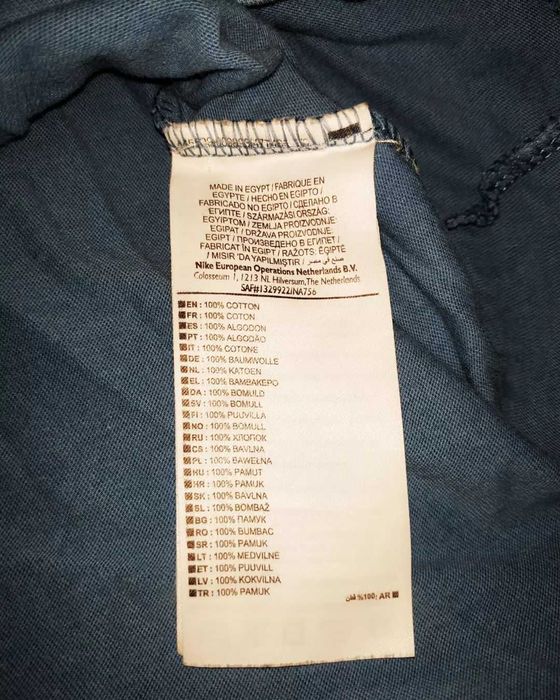 MADE IN EGYPT / FABRIQUE EN
EGYPTE / HECHO EN EGIPTO /
FABRICADO NO EGIPTO / СДЕЛАНО В
ЕГИПТЕ / SZÁRMAZÁSI ORSZÁG:
EGYIPTOM / ZEMLJA PROIZVODNJE:
EGIPAT / DRŽAVA PROIZVODNJE:
EGIPT / ПРОИЗВЕДЕНО В ЕГИПЕТ /
FABRICAT ÎN EGIPT / RAŽOTS: ĒĢIPTĒ
/ MISIR 'DA YAPILMIŞTIR / صنع في مصر
Nike European Operations Netherlands B.V.
Colosseum 1, 1213 NL Hilversum, The Netherlands
SAF#1329922/NA756
EN : 100% COTTON
FR : 100% COTON
ES : 100% ALGODON
PT : 100% ALGODÃO
IT : 100% COTONE
DE : 100% BAUMWOLLE
NL : 100% KATOEN
EL : 100% ΒΑΜΒΑΚΕΡΟ
DA : 100% BOMULD
SV : 100% BOMULL
FI : 100% PUUVILLA
NO : 100% BOMULL
RU : 100% ХЛОПОК
CS : 100% BAVLNA
PL : 100% BAWEŁNA
HU : 100% PAMUT
HR : 100% PAMUK
SK : 100% BAVLNA
SL : 100% BOMBAŽ
BG : 100% ПАМУК
RO : 100% BUMBAC
SR : 100% PAMUK
LT : 100% MEDVILNĖ
ET : 100% PUUVILL
LV : 100% KOKVILNA
TR : 100% PAMUK
قطن %100 : AR